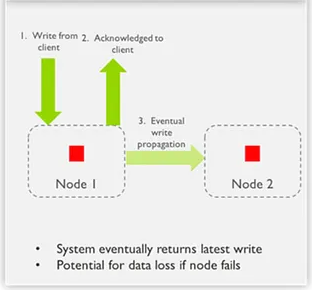 1. Write from
client
2. Acknowledged to
client
3. Eventual
write
propagation
Node 1
Node 2
• System eventually returns latest write
• Potential for data loss if node fails